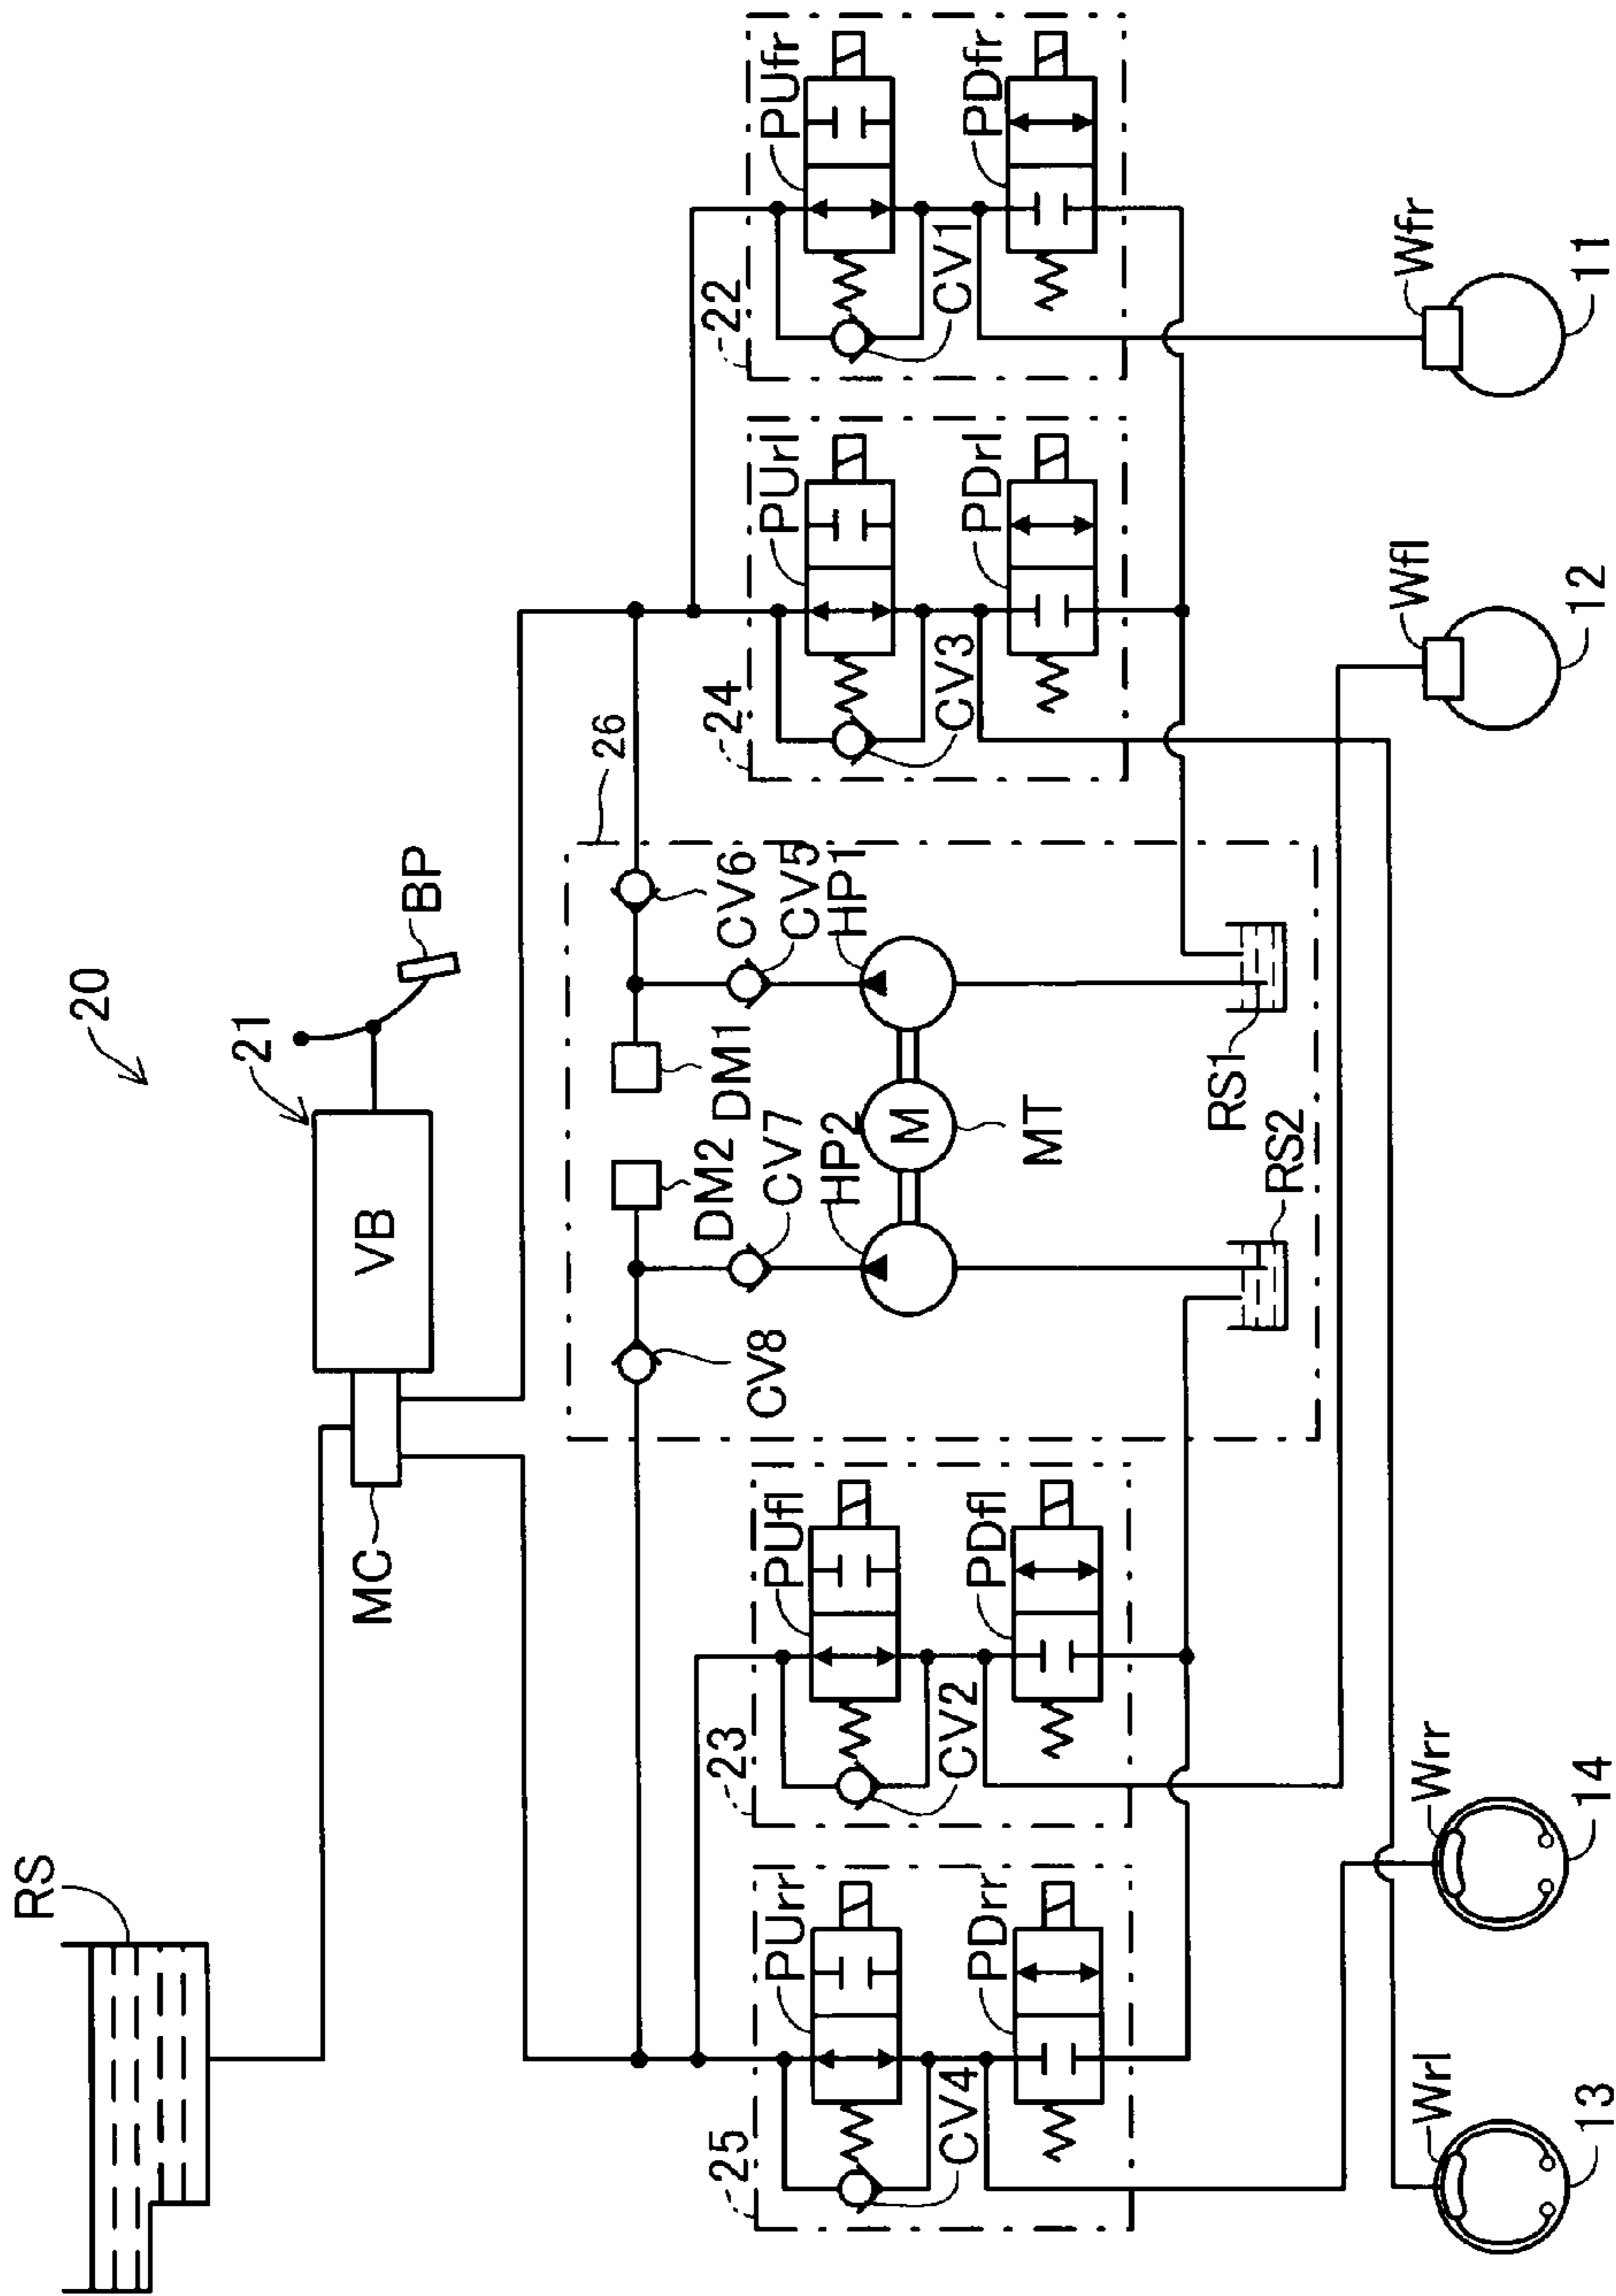 20
RS
21
BP
VB
MC
26
25
PUrr
CV4
PDrr
23
PUfl
CV2
PDfl
CV8
DM2
CV7
HP2
DM1
CV6
CV5
HP1
M
MT
RS2
RS1
24
PUrl
CV3
PDrl
22
PUfr
CV1
PDfr
Wrl
13
Wrr
14
Wfl
12
Wfr
11